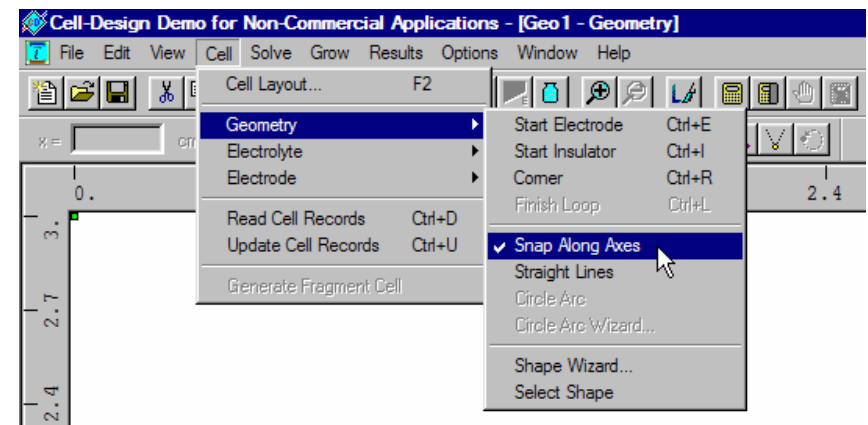 Cell-Design Demo for Non-Commercial Applications - [Geo1 - Geometry]
File Edit View Cell Solve Grow Results Options Window Help
Cell Layout... F2
Geometry
Electrolyte
Electrode
Read Cell Records Ctrl+D
Update Cell Records Ctrl+U
Generate Fragment Cell
Start Electrode Ctrl+E
Start Insulator Ctrl+I
Corner Ctrl+R
Finish Loop Ctrl+L
Snap Along Axes
Straight Lines
Circle Arc
Circle Arc Wizard...
Shape Wizard...
Select Shape
x =
0.
2.4
3.
2.7
2.4